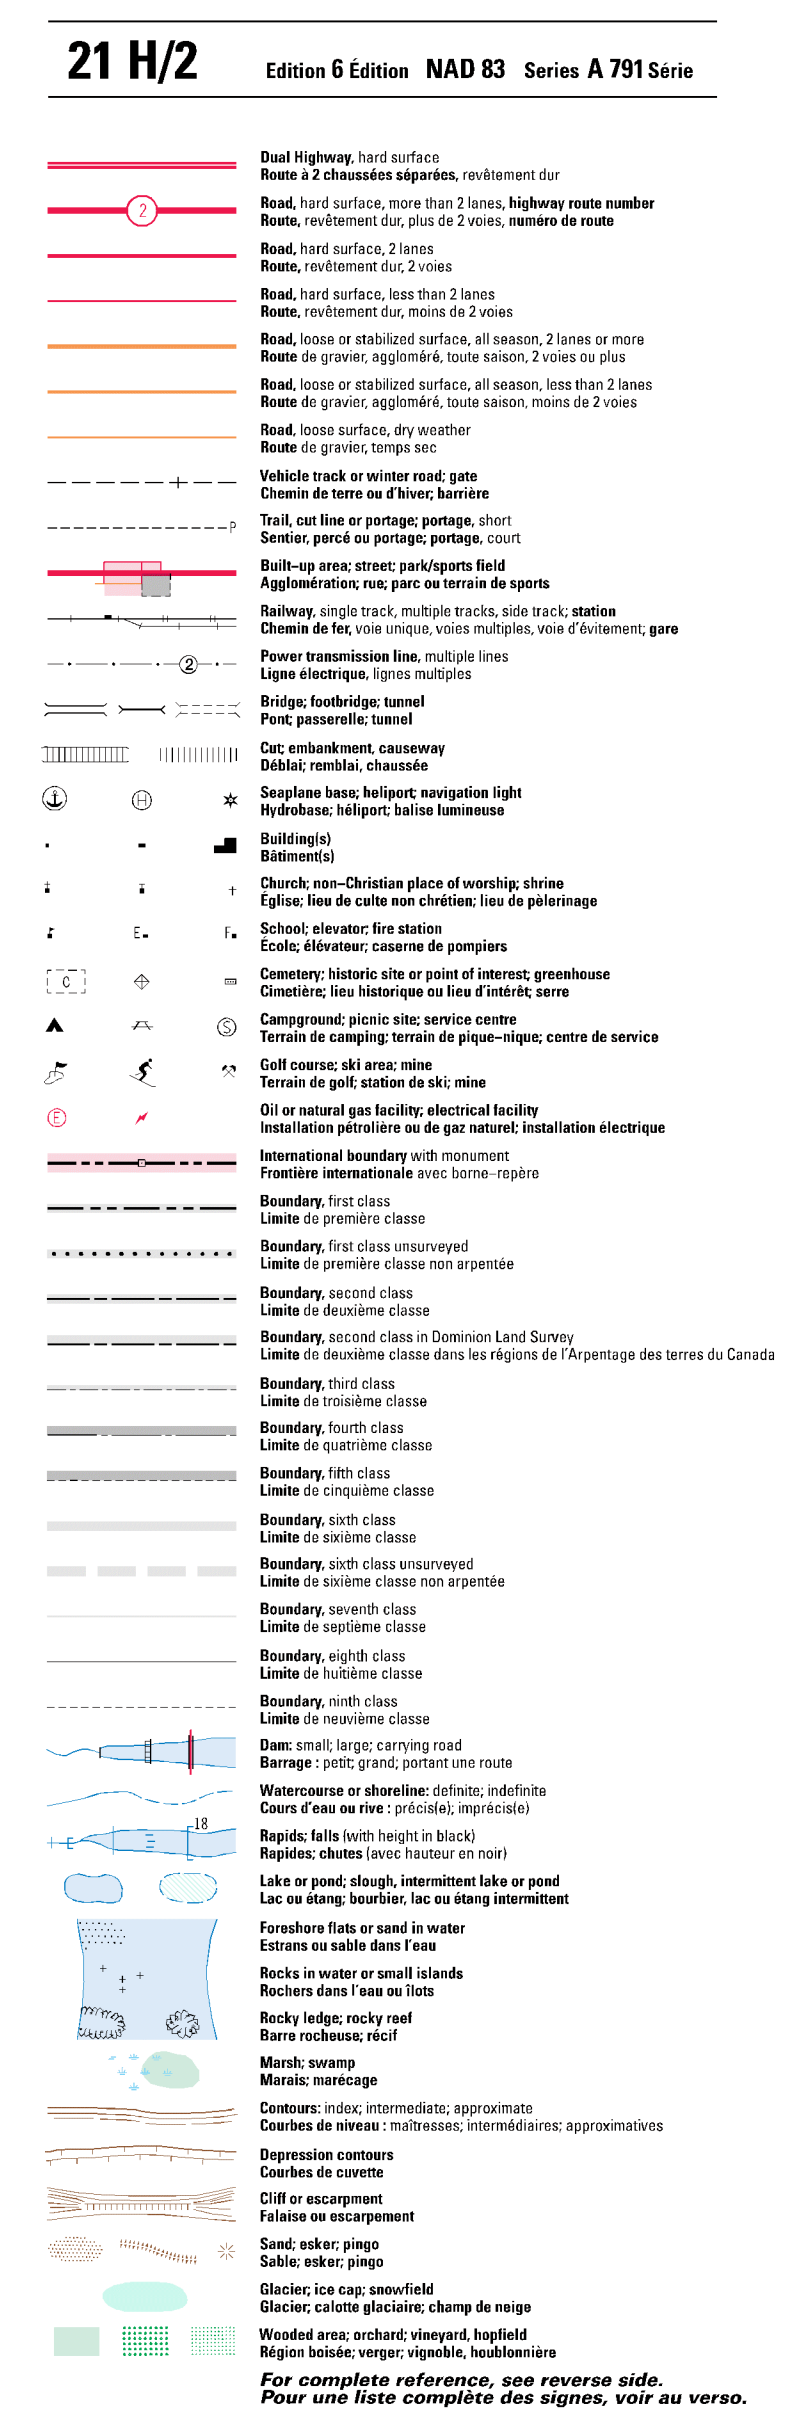 21 H/2 Edition 6 Édition NAD 83 Series A 791 Série
Dual Highway, hard surface
Route à 2 chaussées séparées, revêtement dur
2
Road, hard surface, more than 2 lanes, highway route number
Route, revêtement dur, plus de 2 voies, numéro de route
Road, hard surface, 2 lanes
Route, revêtement dur, 2 voies
Road, hard surface, less than 2 lanes
Route, revêtement dur, moins de 2 voies
Road, loose or stabilized surface, all season, 2 lanes or more
Route de gravier, aggloméré, toute saison, 2 voies ou plus
Road, loose or stabilized surface, all season, less than 2 lanes
Route de gravier, aggloméré, toute saison, moins de 2 voies
Road, loose surface, dry weather
Route de gravier, temps sec
Vehicle track or winter road; gate
Chemin de terre ou d'hiver; barrière
P
Trail, cut line or portage; portage, short
Sentier, percé ou portage; portage, court
Built-up area; street; park/sports field
Agglomération; rue; parc ou terrain de sports
Railway, single track, multiple tracks, side track; station
Chemin de fer, voie unique, voies multiples, voie d'évitement; gare
2
Power transmission line, multiple lines
Ligne électrique, lignes multiples
Bridge; footbridge; tunnel
Pont; passerelle; tunnel
Cut; embankment, causeway
Déblai; remblai, chaussée
H
Seaplane base; heliport; navigation light
Hydrobase; héliport; balise lumineuse
Building(s)
Bâtiment(s)
Church; non-Christian place of worship; shrine
Église; lieu de culte non chrétien; lieu de pèlerinage
E F
School; elevator; fire station
École; élévateur; caserne de pompiers
C
Cemetery; historic site or point of interest; greenhouse
Cimetière; lieu historique ou lieu d'intérêt; serre
S
Campground; picnic site; service centre
Terrain de camping; terrain de pique-nique; centre de service
Golf course; ski area; mine
Terrain de golf; station de ski; mine
E
Oil or natural gas facility; electrical facility
Installation pétrolière ou de gaz naturel; installation électrique
International boundary with monument
Frontière internationale avec borne-repère
Boundary, first class
Limite de première classe
Boundary, first class unsurveyed
Limite de première classe non arpentée
Boundary, second class
Limite de deuxième classe
Boundary, second class in Dominion Land Survey
Limite de deuxième classe dans les régions de l'Arpentage des terres du Canada
Boundary, third class
Limite de troisième classe
Boundary, fourth class
Limite de quatrième classe
Boundary, fifth class
Limite de cinquième classe
Boundary, sixth class
Limite de sixième classe
Boundary, sixth class unsurveyed
Limite de sixième classe non arpentée
Boundary, seventh class
Limite de septième classe
Boundary, eighth class
Limite de huitième classe
Boundary, ninth class
Limite de neuvième classe
Dam: small; large; carrying road
Barrage : petit; grand; portant une route
Watercourse or shoreline: definite; indefinite
Cours d'eau ou rive : précis(e); imprécis(e)
18
Rapids; falls (with height in black)
Rapides; chutes (avec hauteur en noir)
Lake or pond; slough, intermittent lake or pond
Lac ou étang; bourbier, lac ou étang intermittent
Foreshore flats or sand in water
Estrans ou sable dans l'eau
Rocks in water or small islands
Rochers dans l'eau ou îlots
Rocky ledge; rocky reef
Barre rocheuse; récif
Marsh; swamp
Marais; marécage
Contours: index; intermediate; approximate
Courbes de niveau : maîtresses; intermédiaires; approximatives
Depression contours
Courbes de cuvette
Cliff or escarpment
Falaise ou escarpement
Sand; esker; pingo
Sable; esker; pingo
Glacier; ice cap; snowfield
Glacier; calotte glaciaire; champ de neige
Wooded area; orchard; vineyard, hopfield
Région boisée; verger; vignoble, houblonnière
For complete reference, see reverse side.
Pour une liste complète des signes, voir au verso.